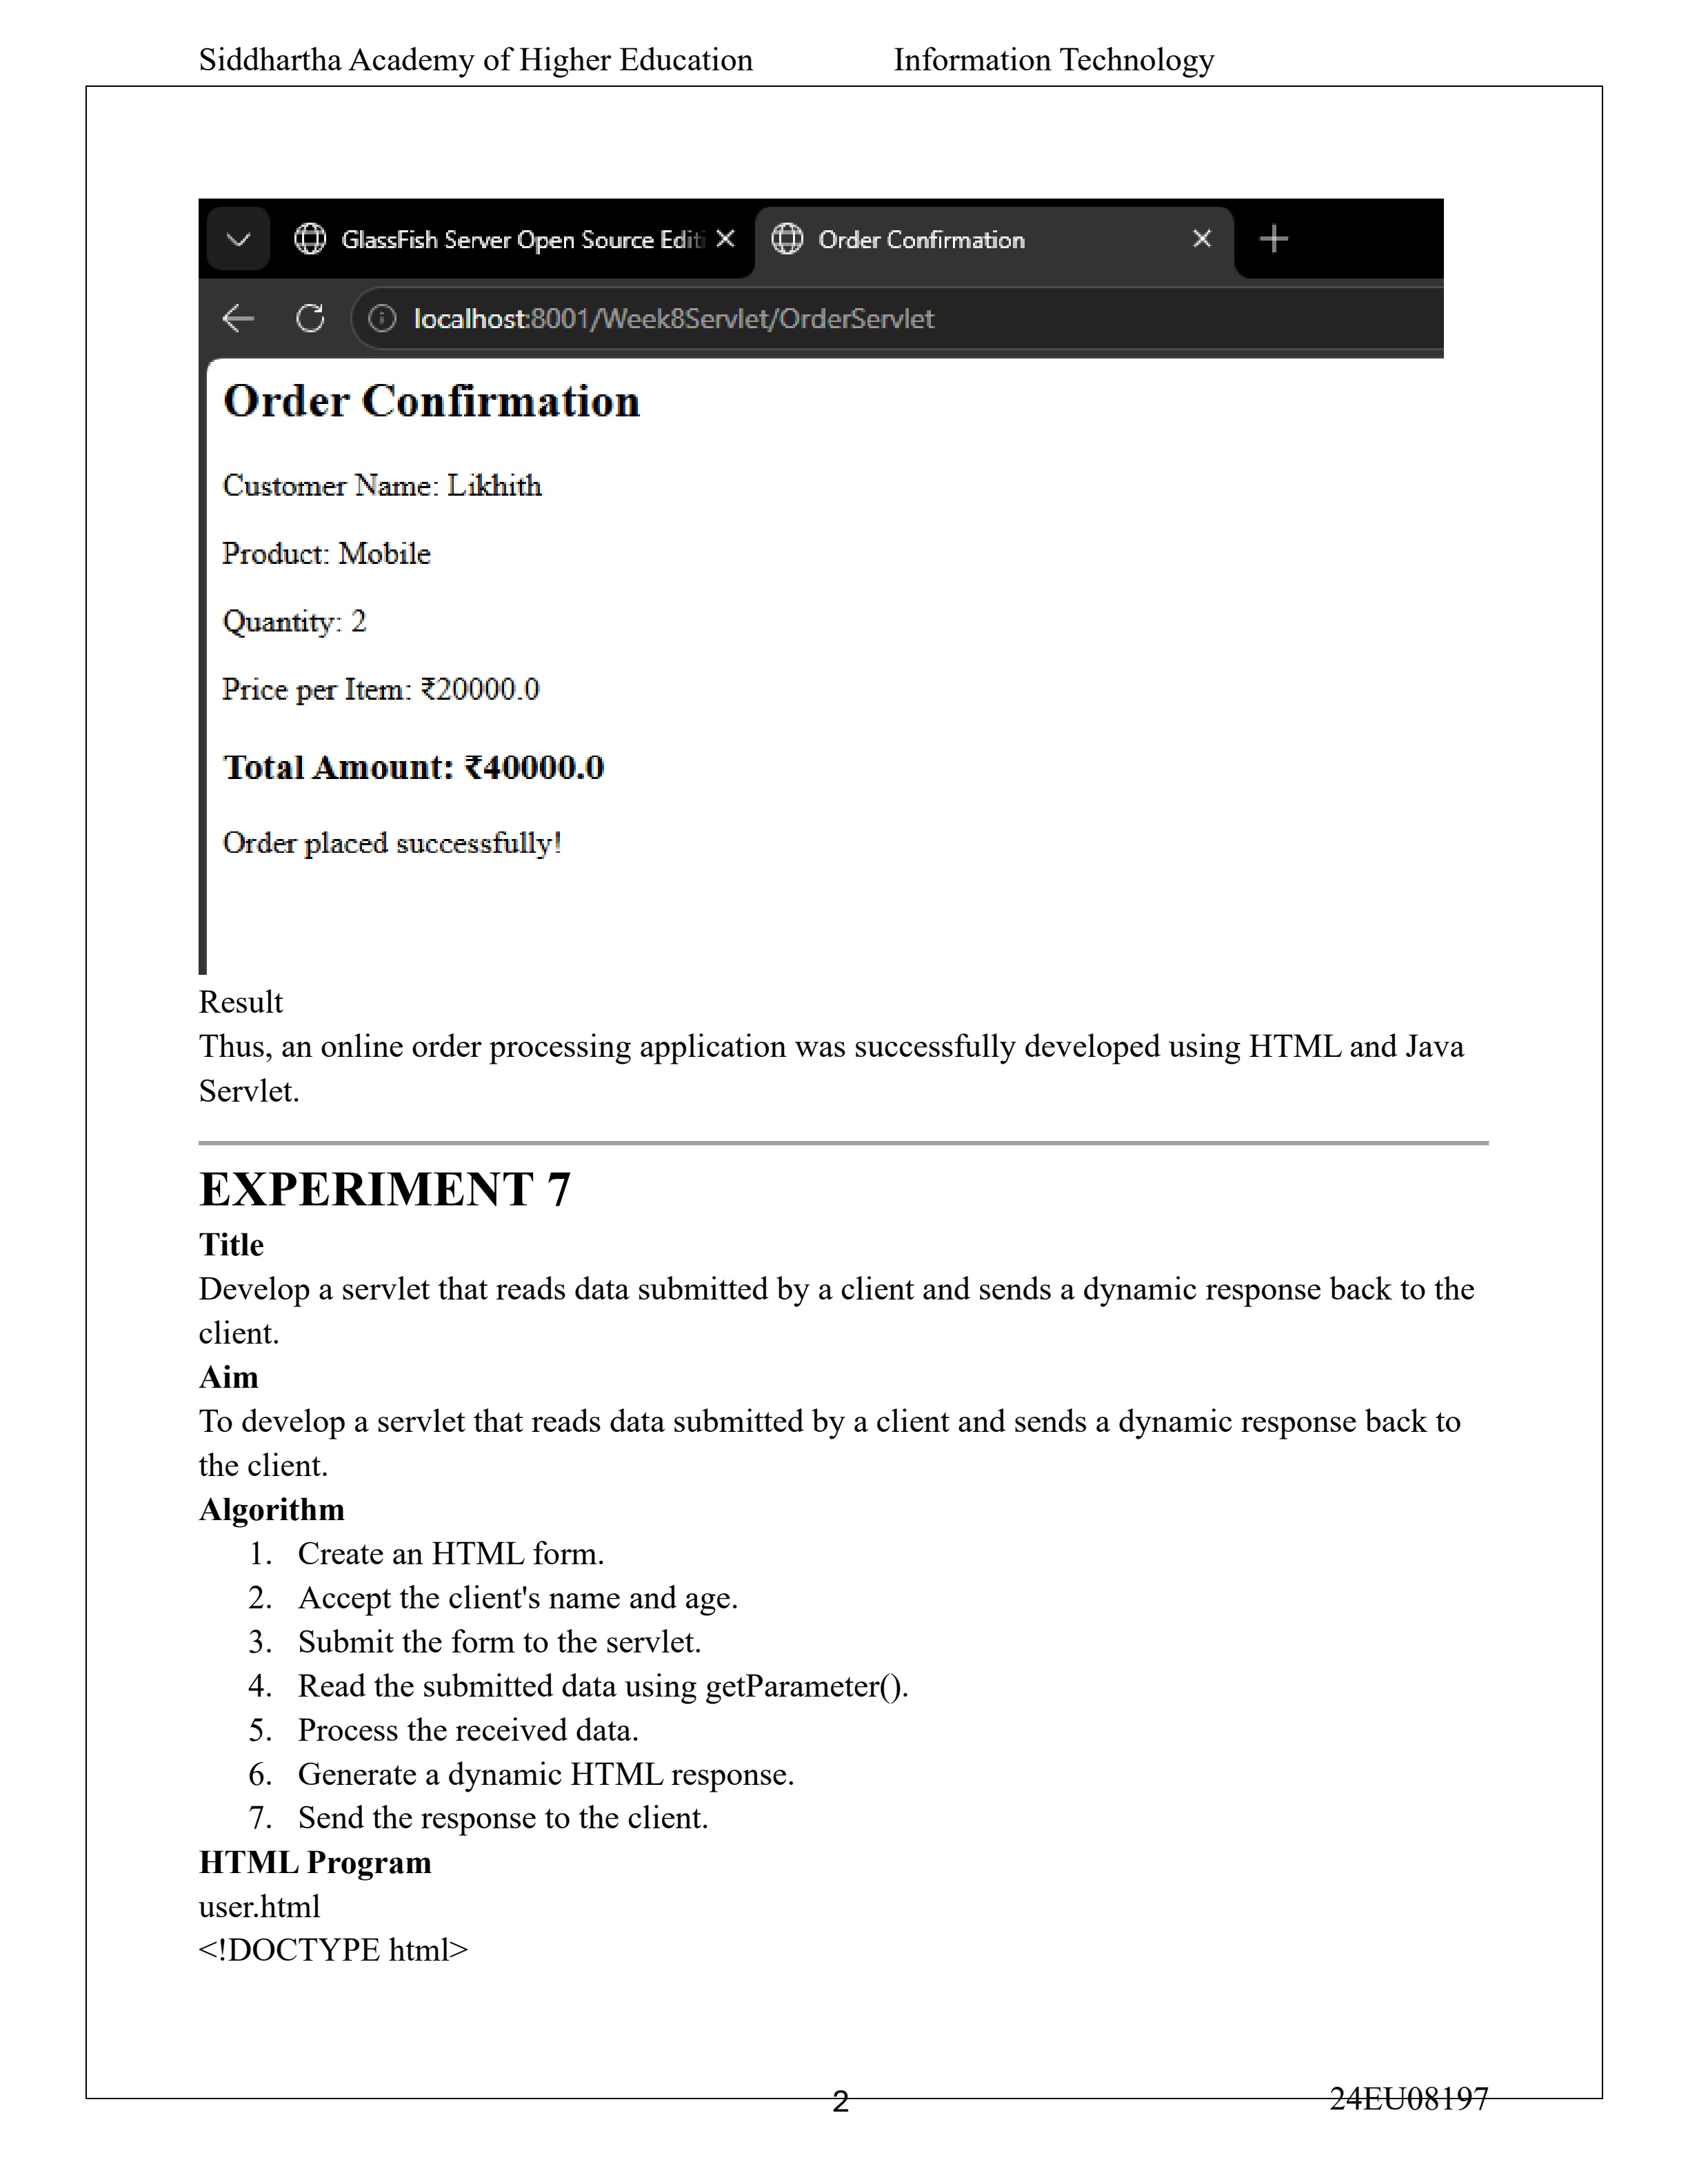 Siddhartha Academy of Higher Education Information Technology
GlassFish Server Open Source Editi Order Confirmation
localhost:8001/Week8Servlet/OrderServlet
Order Confirmation
Customer Name: Likhith
Product: Mobile
Quantity: 2
Price per Item: ₹20000.0
Total Amount: ₹40000.0
Order placed successfully!
Result
Thus, an online order processing application was successfully developed using HTML and Java
Servlet.
EXPERIMENT 7
Title
Develop a servlet that reads data submitted by a client and sends a dynamic response back to the
client.
Aim
To develop a servlet that reads data submitted by a client and sends a dynamic response back to
the client.
Algorithm
1. Create an HTML form.
2. Accept the client's name and age.
3. Submit the form to the servlet.
4. Read the submitted data using getParameter().
5. Process the received data.
6. Generate a dynamic HTML response.
7. Send the response to the client.
HTML Program
user.html
<!DOCTYPE html>
2 24EU08197